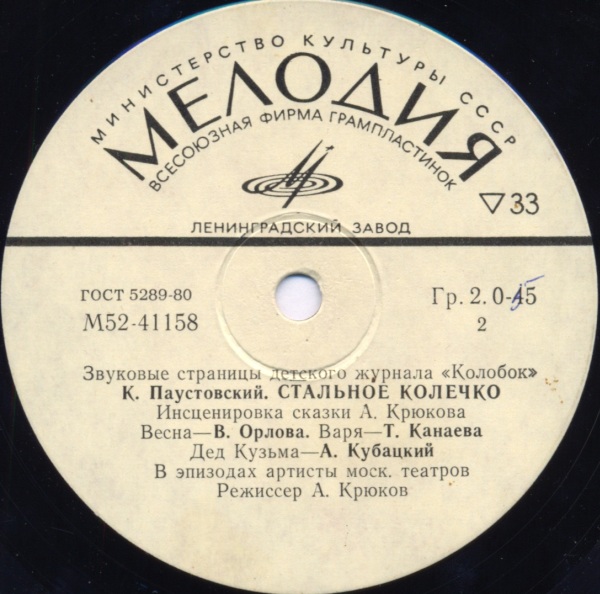 МИНИСТЕРСТВО КУЛЬТУРЫ СССР
МЕЛОДИЯ
ВСЕСОЮЗНАЯ ФИРМА ГРАМПЛАСТИНОК
▽33
ЛЕНИНГРАДСКИЙ ЗАВОД
ГОСТ 5289-80
Гр. 2. 0-45
М52-41158
2
Звуковые страницы детского журнала «Колобок»
К. Паустовский. СТАЛЬНОЕ КОЛЕЧКО
Инсценировка сказки А. Крюкова
Весна—В. Орлова. Варя—Т. Канаева
Дед Кузьма—А. Кубацкий
В эпизодах артисты моск. театров
Режиссер А. Крюков